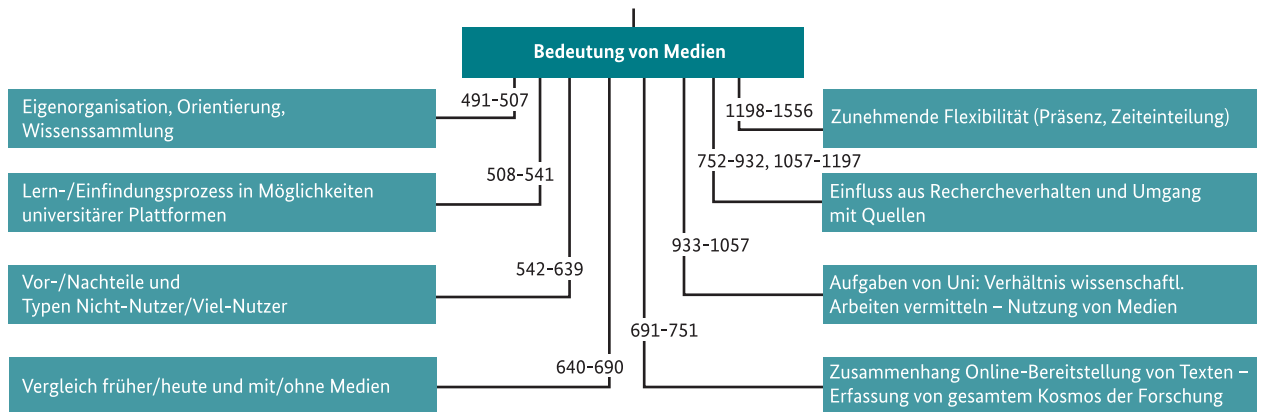 Bedeutung von Medien
491–507
Eigenorganisation, Orientierung,
Wissenssammlung
508–541
Lern-/Einfindungsprozess in Möglichkeiten
universitärer Plattformen
542–639
Vor-/Nachteile und
Typen Nicht-Nutzer/Viel-Nutzer
640–690
Vergleich früher/heute und mit/ohne Medien
1198–1556
Zunehmende Flexibilität (Präsenz, Zeiteinteilung)
752–932, 1057–1197
Einfluss aus Rechercheverhalten und Umgang
mit Quellen
933–1057
Aufgaben von Uni: Verhältnis wissenschaftl.
Arbeiten vermitteln – Nutzung von Medien
691–751
Zusammenhang Online-Bereitstellung von Texten –
Erfassung von gesamtem Kosmos der Forschung